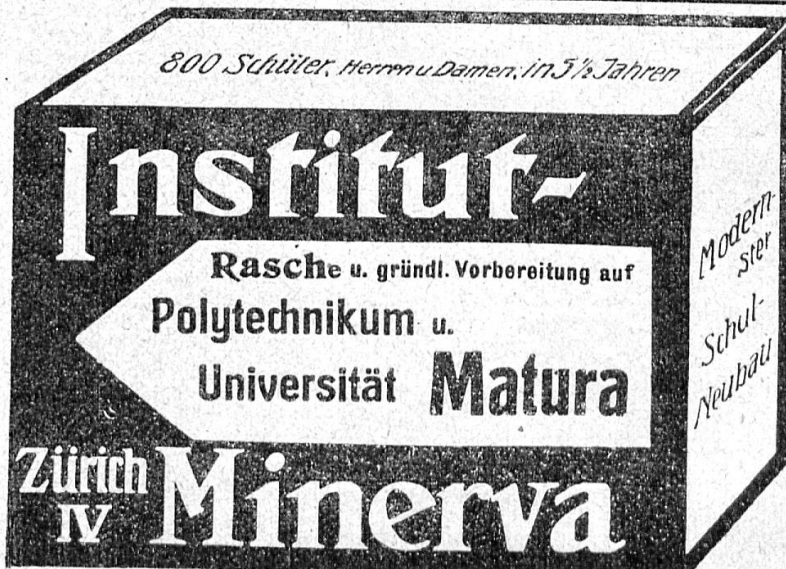 800 Schüler, Herren u Damen, in 5½ Jahren
Institut-
Rasche u. gründl. Vorbereitung auf
Polytechnikum u.
Universität Matura
Zürich IV
Minerva
Modern-
ster
Schul-
Neubau